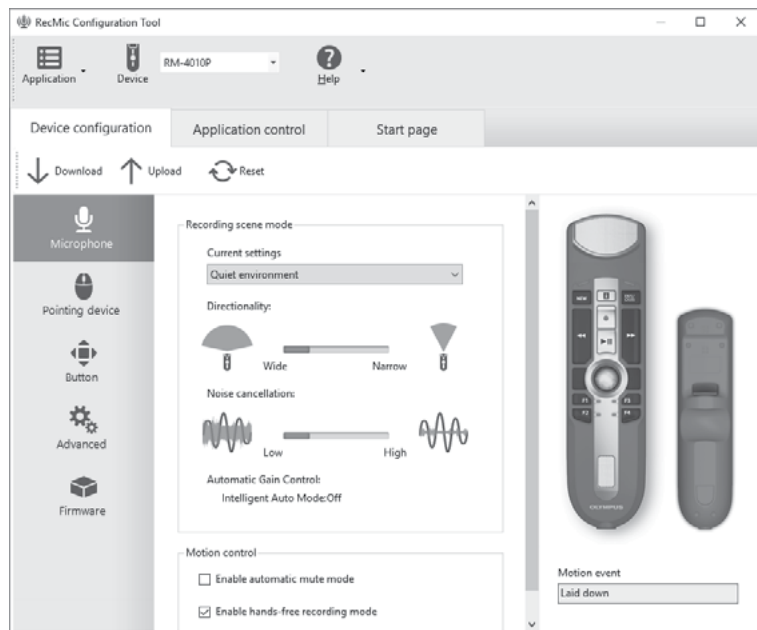 RecMic Configuration Tool
Application
Device
RM-4010P
Help
Device configuration
Application control
Start page
Download
Upload
Reset
Microphone
Pointing device
Button
Advanced
Firmware
Recording scene mode
Current settings
Quiet environment
Directionality:
Wide
Narrow
Noise cancellation:
Low
High
Automatic Gain Control:
Intelligent Auto Mode:Off
Motion control
Enable automatic mute mode
Enable hands-free recording mode
NEW
F1
F2
F3
F4
OLYMPUS
Motion event
Laid down